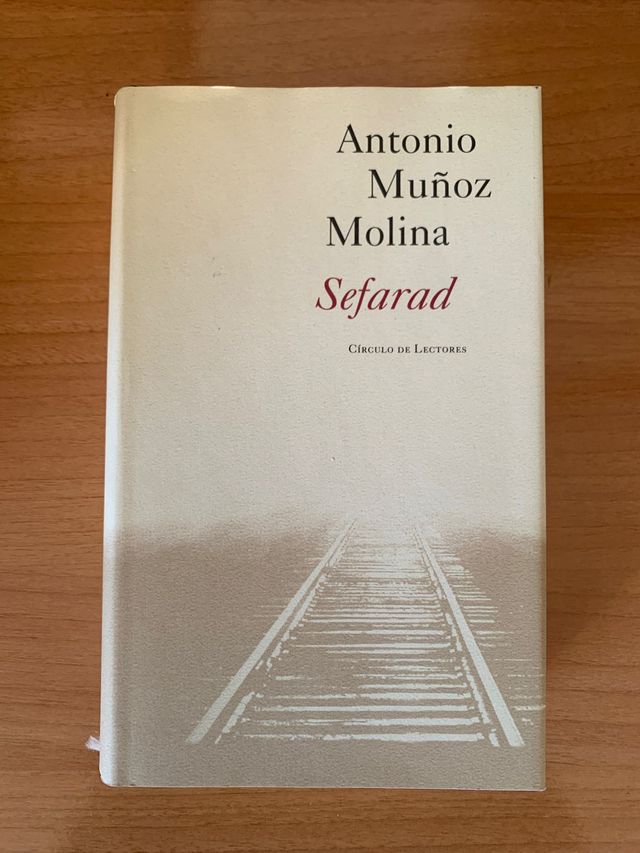 Antonio
Muñoz
Molina
Sefarad
Círculo de Lectores